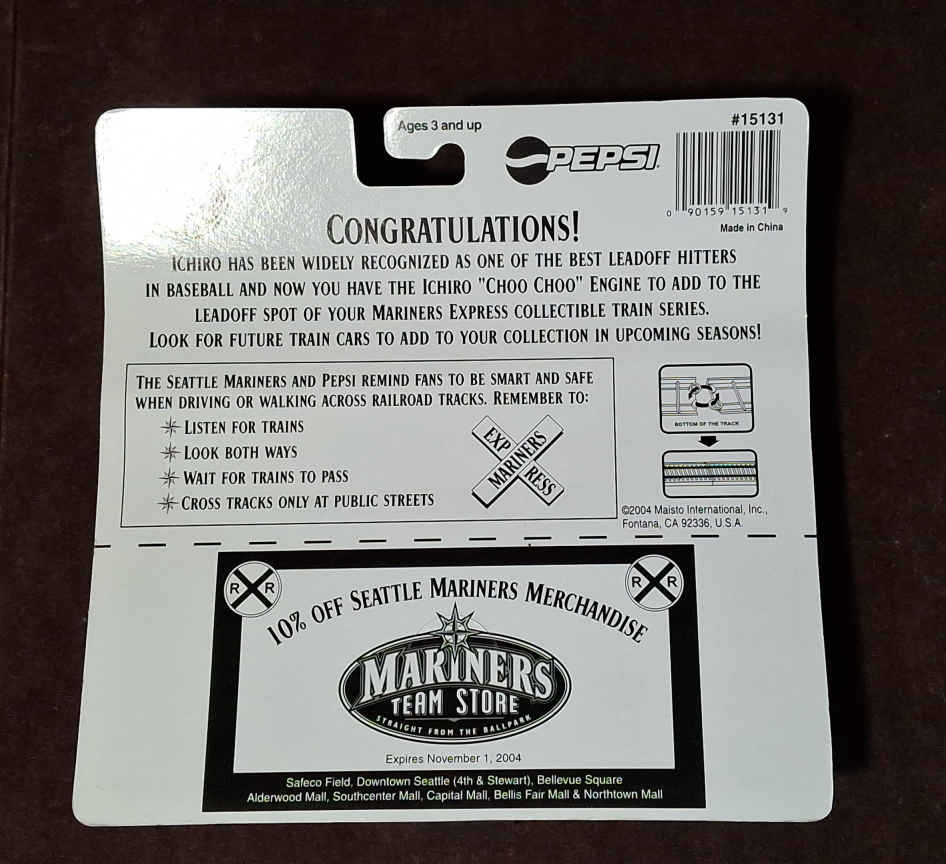 Ages 3 and up
PEPSI
#15131
0 90159 15131 9
Made in China
CONGRATULATIONS!
ICHIRO HAS BEEN WIDELY RECOGNIZED AS ONE OF THE BEST LEADOFF HITTERS
IN BASEBALL AND NOW YOU HAVE THE ICHIRO "CHOO CHOO" ENGINE TO ADD TO THE
LEADOFF SPOT OF YOUR MARINERS EXPRESS COLLECTIBLE TRAIN SERIES.
LOOK FOR FUTURE TRAIN CARS TO ADD TO YOUR COLLECTION IN UPCOMING SEASONS!
THE SEATTLE MARINERS AND PEPSI REMIND FANS TO BE SMART AND SAFE
WHEN DRIVING OR WALKING ACROSS RAILROAD TRACKS. REMEMBER TO:
LISTEN FOR TRAINS
LOOK BOTH WAYS
WAIT FOR TRAINS TO PASS
CROSS TRACKS ONLY AT PUBLIC STREETS
EXP RESS
MARINERS
BOTTOM OF THE TRACK
©2004 Maisto International, Inc.,
Fontana, CA 92336, U.S.A.
R R
R R
10% OFF SEATTLE MARINERS MERCHANDISE
MARINERS
TEAM STORE
STRAIGHT FROM THE BALLPARK
Expires November 1, 2004
Safeco Field, Downtown Seattle (4th & Stewart), Bellevue Square
Alderwood Mall, Southcenter Mall, Capital Mall, Bellis Fair Mall & Northtown Mall